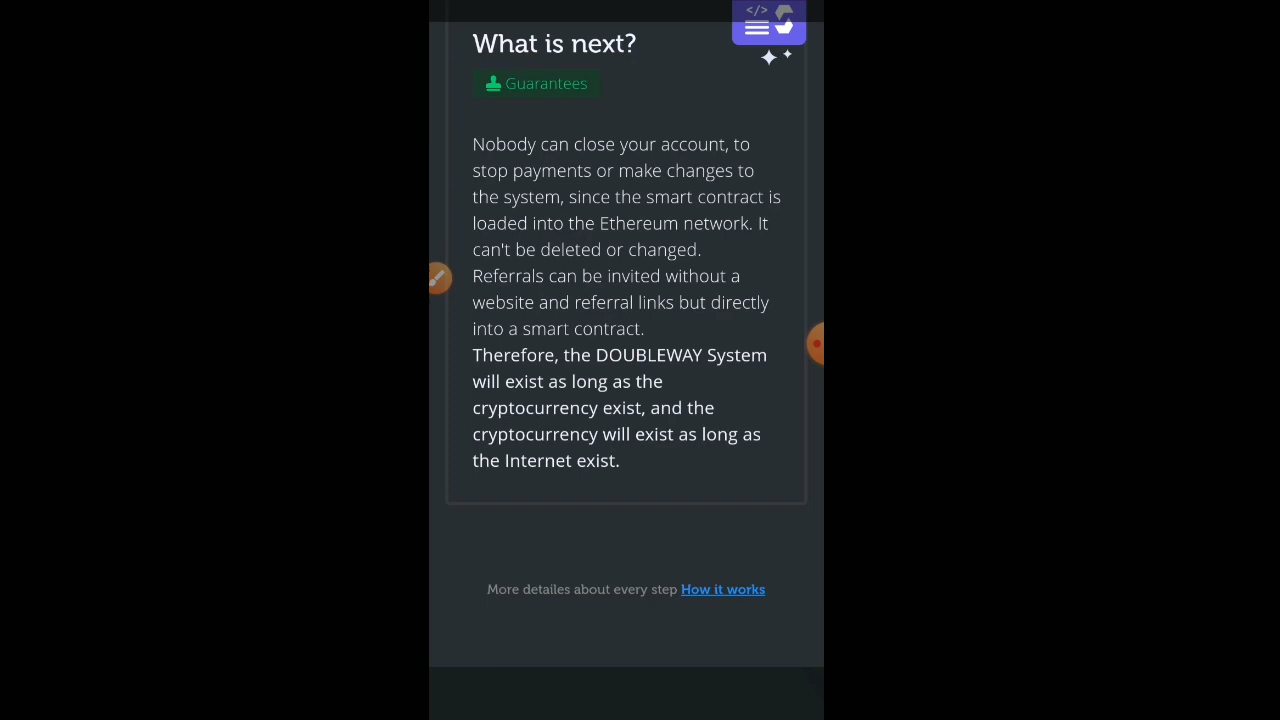 </>
What is next?
Guarantees
Nobody can close your account, to
stop payments or make changes to
the system, since the smart contract is
loaded into the Ethereum network. It
can't be deleted or changed.
Referrals can be invited without a
website and referral links but directly
into a smart contract.
Therefore, the DOUBLEWAY System
will exist as long as the
cryptocurrency exist, and the
cryptocurrency will exist as long as
the Internet exist.
More detailes about every step How it works